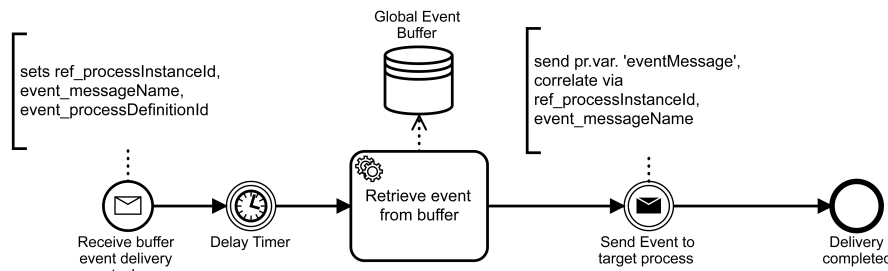 Global Event
Buffer
sets ref_processInstanceId,
event_messageName,
event_processDefinitionId
send pr.var. 'eventMessage',
correlate via
ref_processInstanceId,
event_messageName
Retrieve event
from buffer
Receive buffer
event delivery
Delay Timer
Send Event to
target process
Delivery
completed